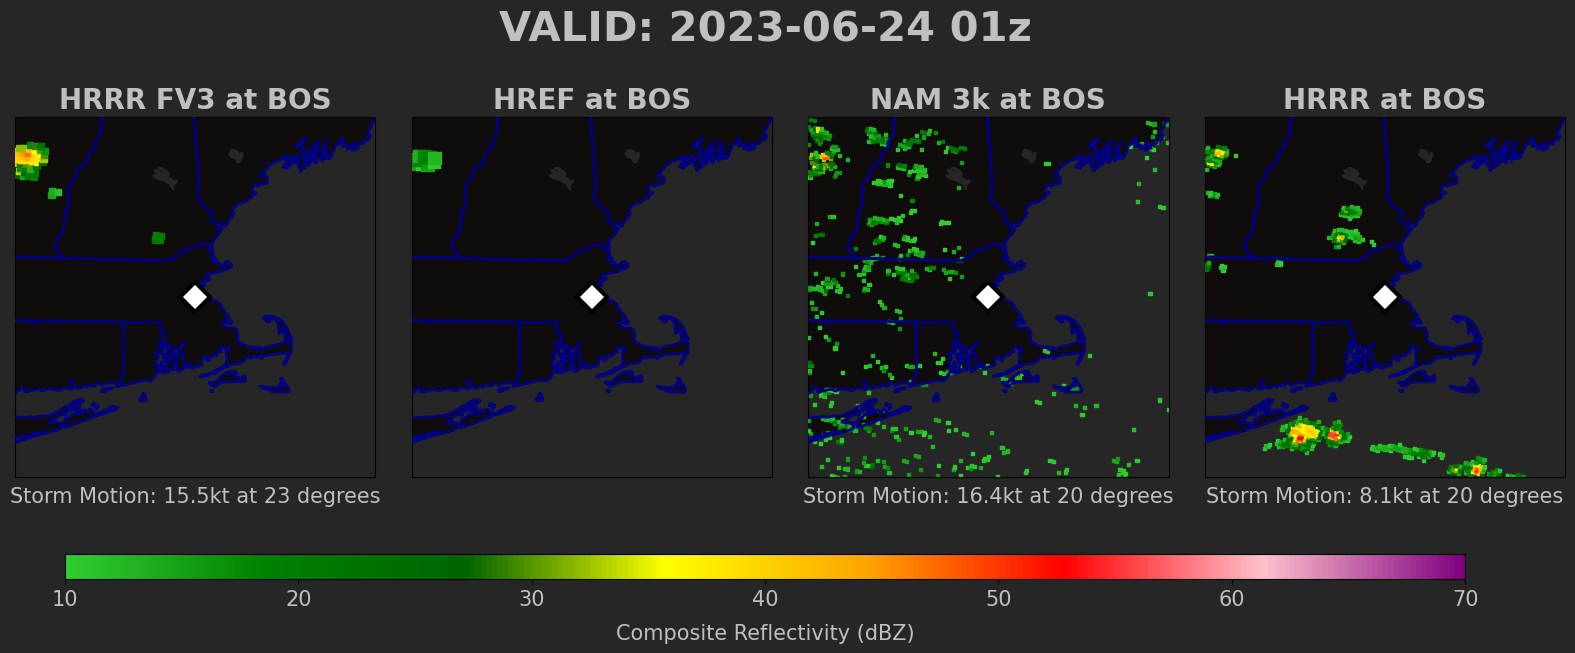 VALID: 2023-06-24 01z
HRRR FV3 at BOS
HREF at BOS
NAM 3k at BOS
HRRR at BOS
Storm Motion: 15.5kt at 23 degrees
Storm Motion: 16.4kt at 20 degrees
Storm Motion: 8.1kt at 20 degrees
10 20 30 40 50 60 70
Composite Reflectivity (dBZ)